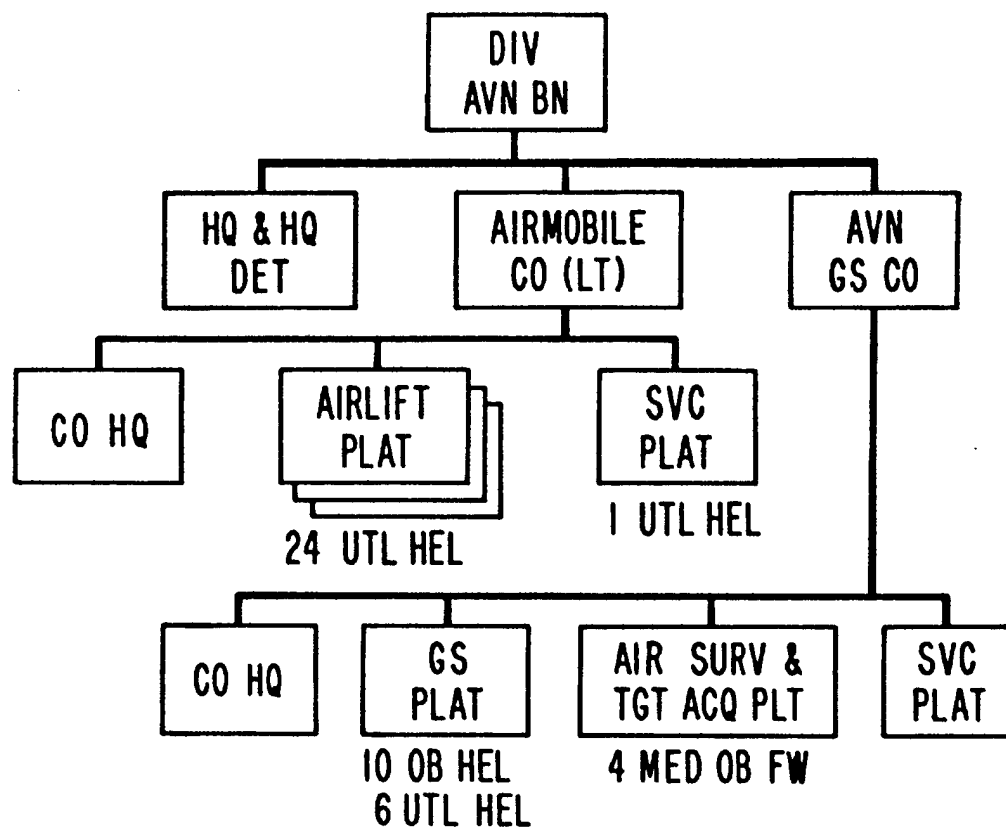 DIV
AVN BN
HQ & HQ
DET
AIRMOBILE
CO (LT)
AVN
GS CO
CO HQ
AIRLIFT
PLAT
24 UTL HEL
SVC
PLAT
1 UTL HEL
CO HQ
GS
PLAT
10 OB HEL
6 UTL HEL
AIR SURV &
TGT ACQ PLT
4 MED OB FW
SVC
PLAT